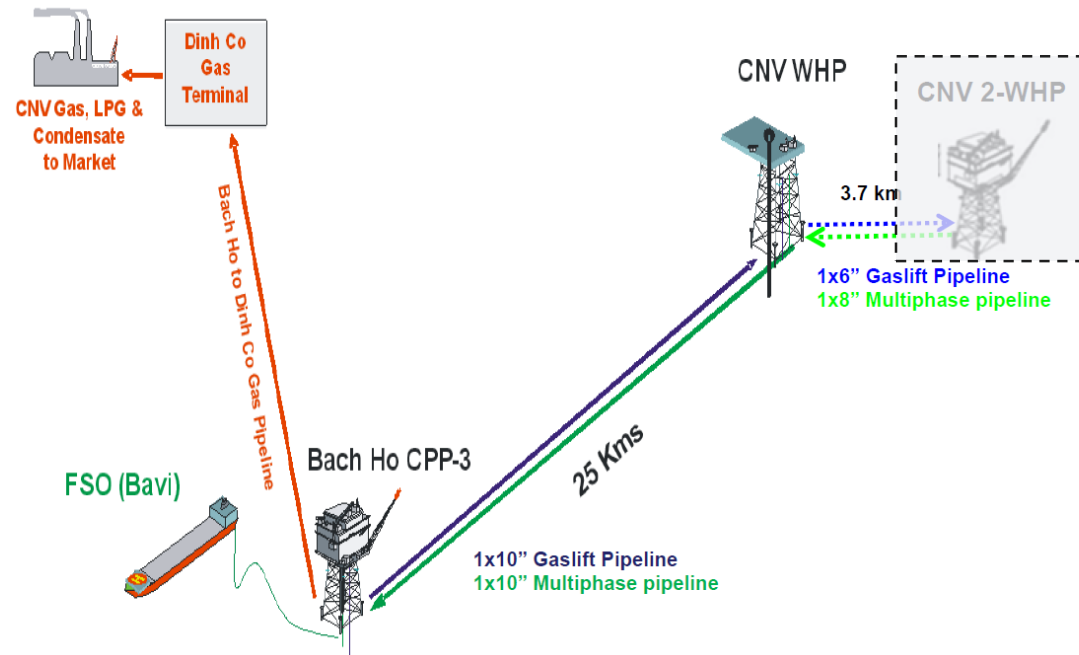 Dinh Co
Gas
Terminal
CNV Gas, LPG &
Condensate
to Market
Bach Ho to Dinh Co Gas Pipeline
CNV WHP
CNV 2-WHP
3.7 km
1x6” Gaslift Pipeline
1x8” Multiphase pipeline
25 Kms
Bach Ho CPP-3
FSO (Bavi)
1x10” Gaslift Pipeline
1x10” Multiphase pipeline
H